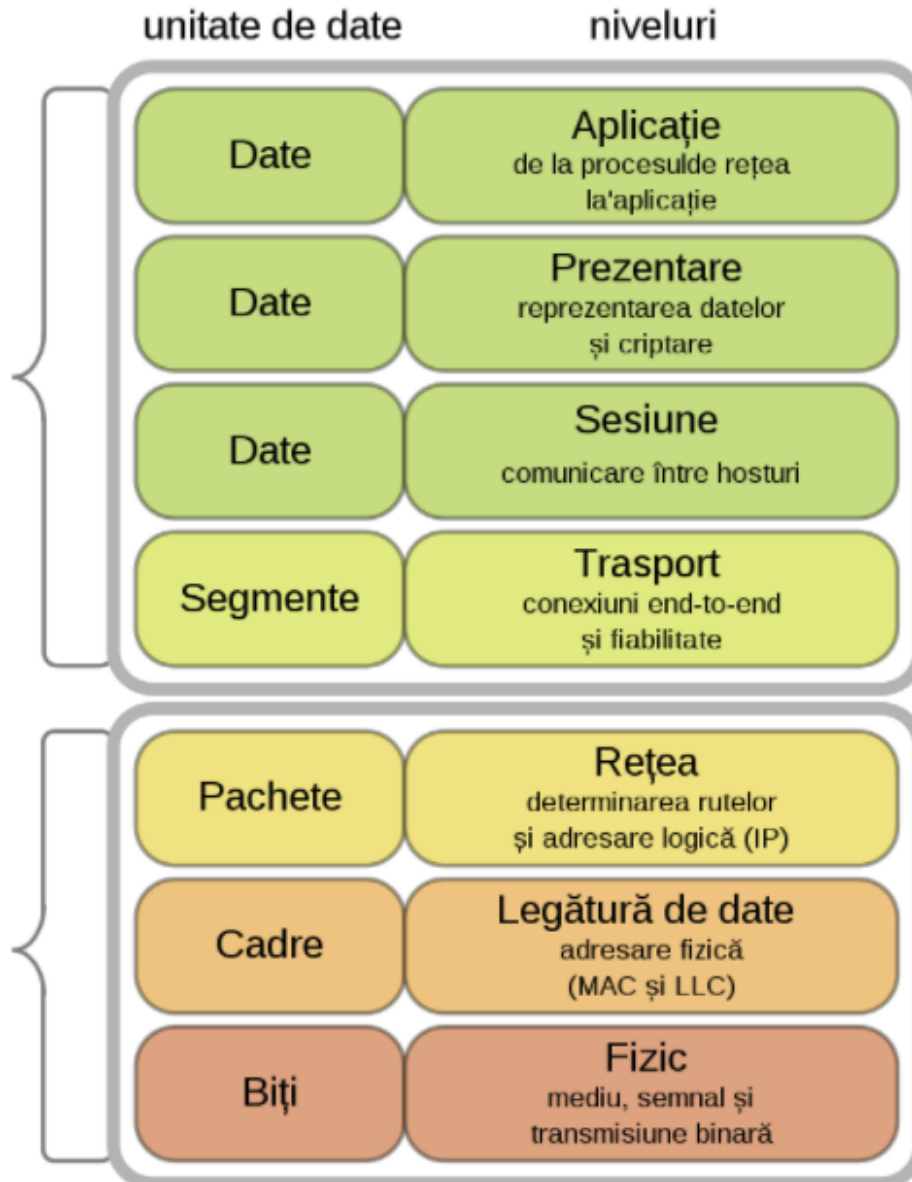 unitate de date niveluri
Date
Aplicație
de la procesulde rețea
la'aplicație
Date
Prezentare
reprezentarea datelor
și criptare
Date
Sesiune
comunicare între hosturi
Segmente
Trasport
conexiuni end-to-end
și fiabilitate
Pachete
Rețea
determinarea rutelor
și adresare logică (IP)
Cadre
Legătură de date
adresare fizică
(MAC și LLC)
Biți
Fizic
mediu, semnal și
transmisiune binară